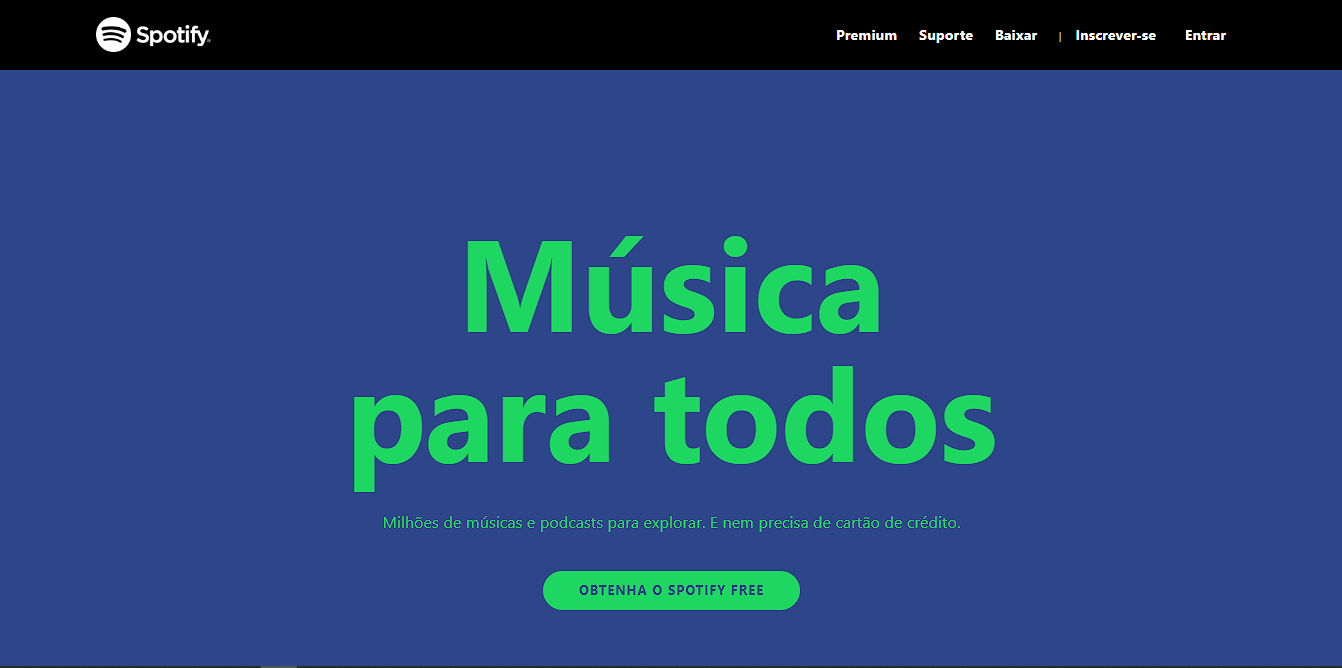 Spotify®
Premium Suporte Baixar | Inscrever-se Entrar
Música
para todos
Milhões de músicas e podcasts para explorar. E nem precisa de cartão de crédito.
OBTENHA O SPOTIFY FREE